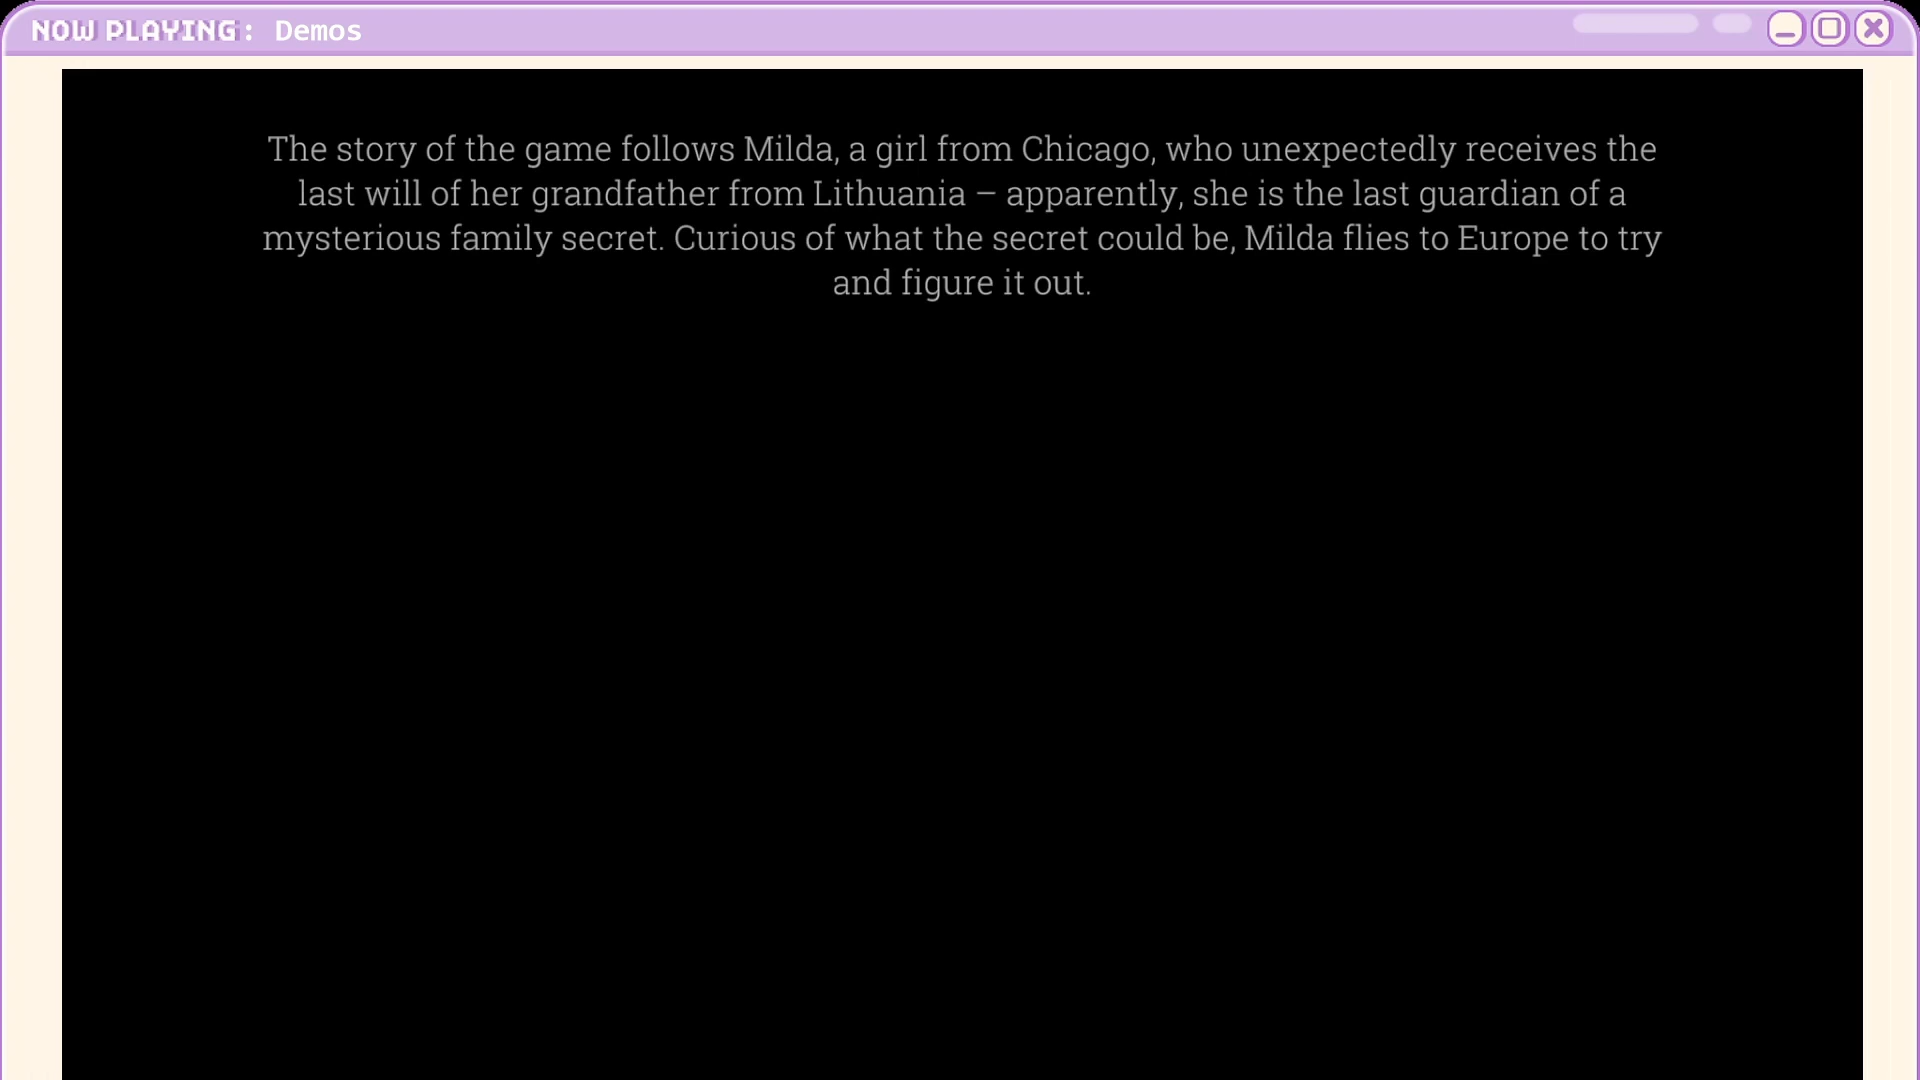 NOW PLAYING: Demos
The story of the game follows Milda, a girl from Chicago, who unexpectedly receives the
last will of her grandfather from Lithuania – apparently, she is the last guardian of a
mysterious family secret. Curious of what the secret could be, Milda flies to Europe to try
and figure it out.